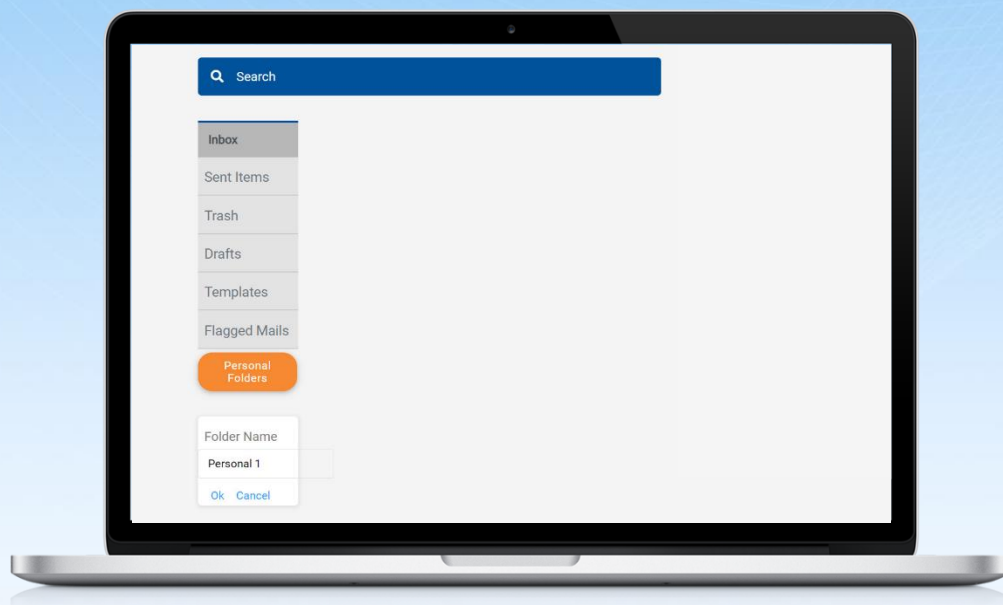 Search
Inbox
Sent Items
Trash
Drafts
Templates
Flagged Mails
Personal
Folders
Folder Name
Personal 1
Ok Cancel